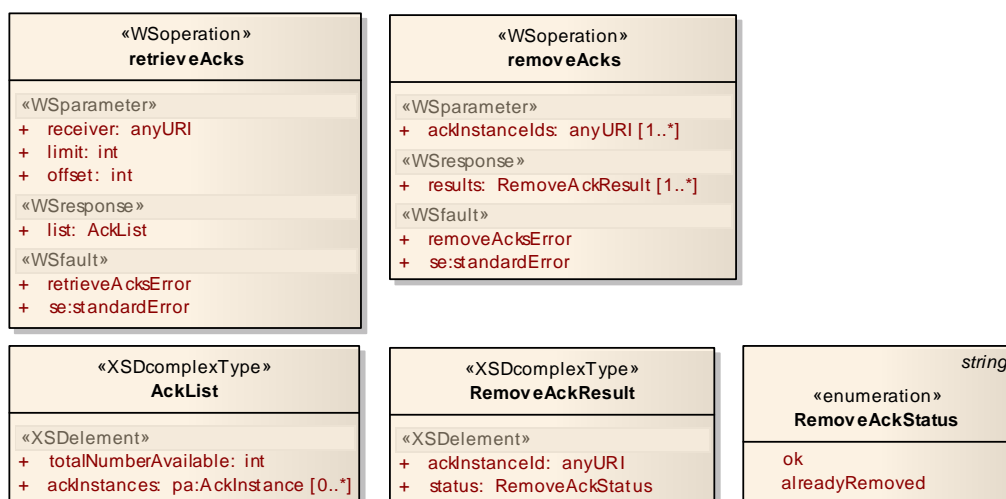 «WSoperation»
retrieveAcks
«WSparameter»
+ receiver: anyURI
+ limit: int
+ offset: int
«WSresponse»
+ list: AckList
«WSfault»
+ retrieveAcksError
+ se:standardError
«WSoperation»
removeAcks
«WSparameter»
+ ackInstanceIds: anyURI [1..*]
«WSresponse»
+ results: RemoveAckResult [1..*]
«WSfault»
+ removeAcksError
+ se:standardError
«XSDcomplexType»
AckList
«XSDelement»
+ totalNumberAvailable: int
+ ackInstances: pa:AckInstance [0..*]
«XSDcomplexType»
RemoveAckResult
«XSDelement»
+ ackInstanceId: anyURI
+ status: RemoveAckStatus
string
«enumeration»
RemoveAckStatus
ok
alreadyRemoved